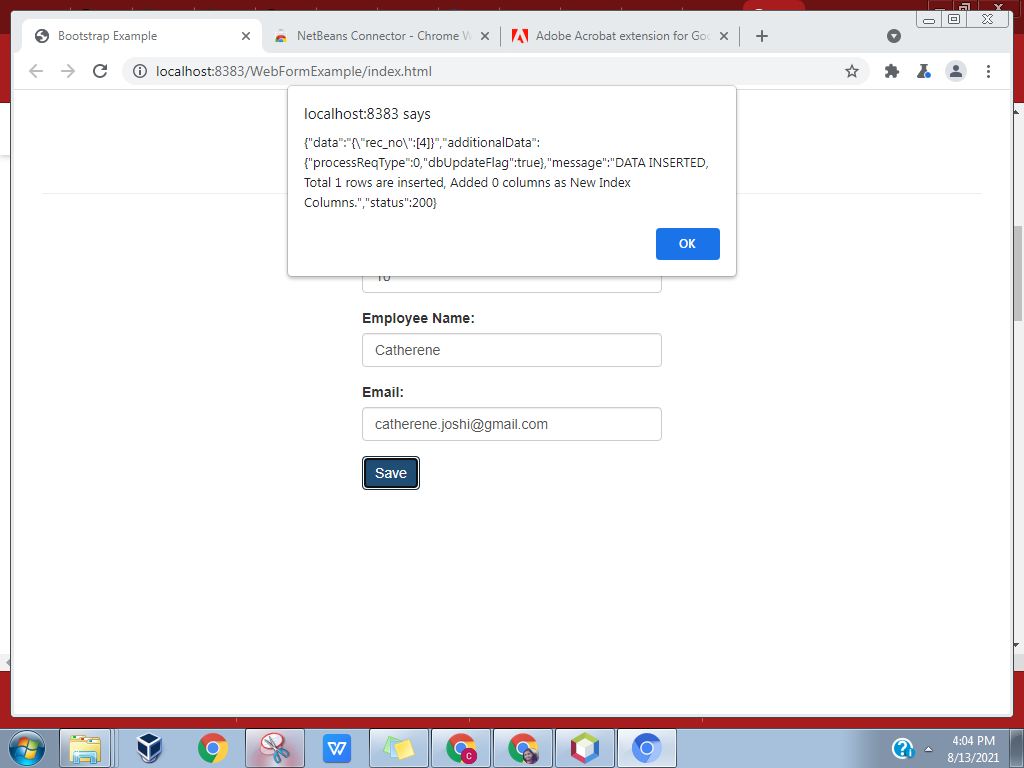 Bootstrap Example
NetBeans Connector - Chrome W
Adobe Acrobat extension for Goo
localhost:8383/WebFormExample/index.html
localhost:8383 says
{"data":"{\"rec_no\":[4]}","additionalData":
{"processReqType":0,"dbUpdateFlag":true},"message":"DATA INSERTED,
Total 1 rows are inserted, Added 0 columns as New Index
Columns.","status":200}
OK
Employee Name:
Catherene
Email:
catherene.joshi@gmail.com
Save
W
C
4:04 PM
8/13/2021